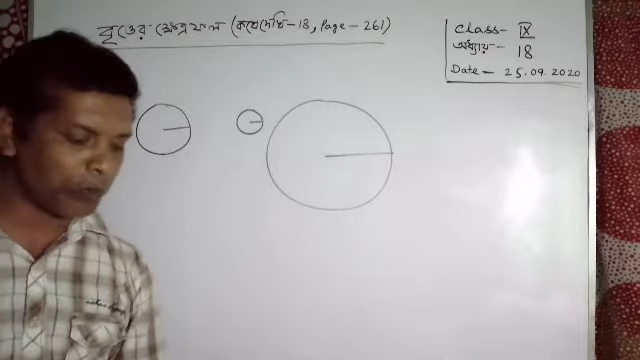 বৃত্তের ক্ষেত্রফল (কষে দেখি-18, Page-261)
Class- IX
অধ্যায়- 18
Date- 25.09.2020